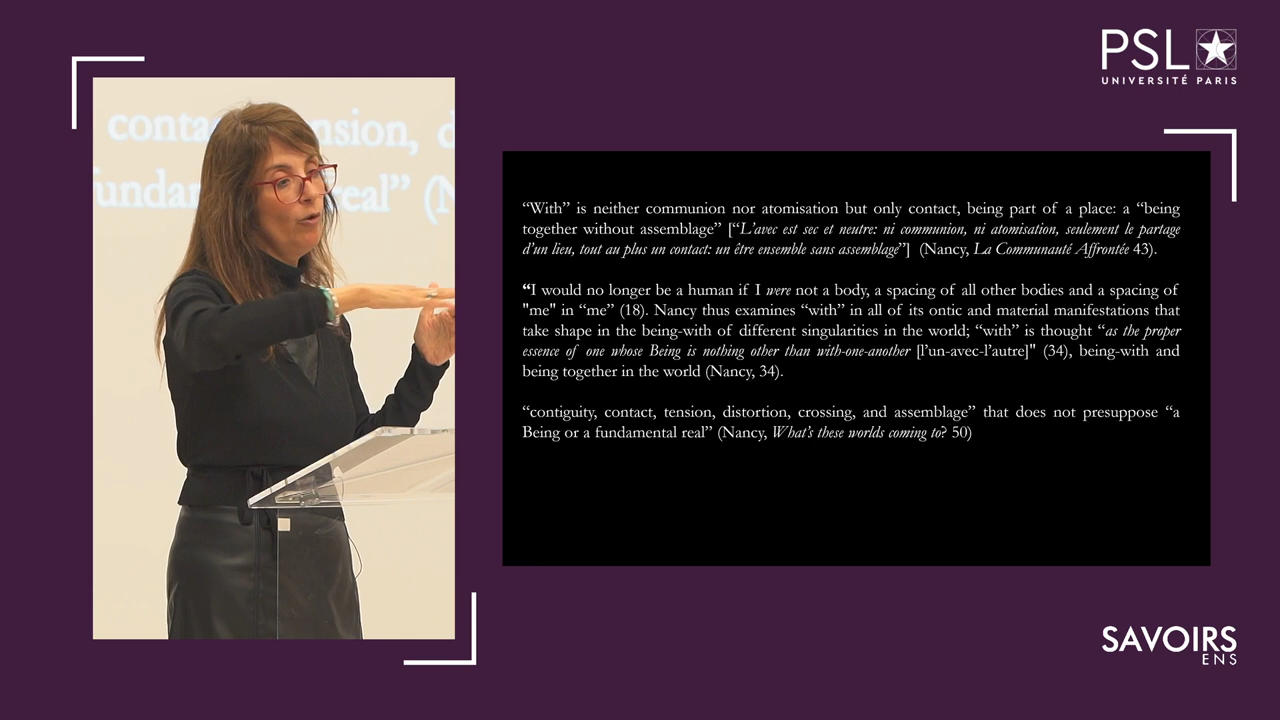 PSL
UNIVERSITÉ PARIS
contac nsion, d
fundar real” (N
“With” is neither communion nor atomisation but only contact, being part of a place: a “being
together without assemblage” [“L’avec est sec et neutre: ni communion, ni atomisation, seulement le partage
d’un lieu, tout au plus un contact: un être ensemble sans assemblage”] (Nancy, La Communauté Affrontée 43).
“I would no longer be a human if I were not a body, a spacing of all other bodies and a spacing of
"me" in “me” (18). Nancy thus examines “with” in all of its ontic and material manifestations that
take shape in the being-with of different singularities in the world; “with” is thought “as the proper
essence of one whose Being is nothing other than with-one-another [l’un-avec-l’autre]" (34), being-with and
being together in the world (Nancy, 34).
“contiguity, contact, tension, distortion, crossing, and assemblage” that does not presuppose “a
Being or a fundamental real” (Nancy, What’s these worlds coming to? 50)
SAVOIRS
ENS